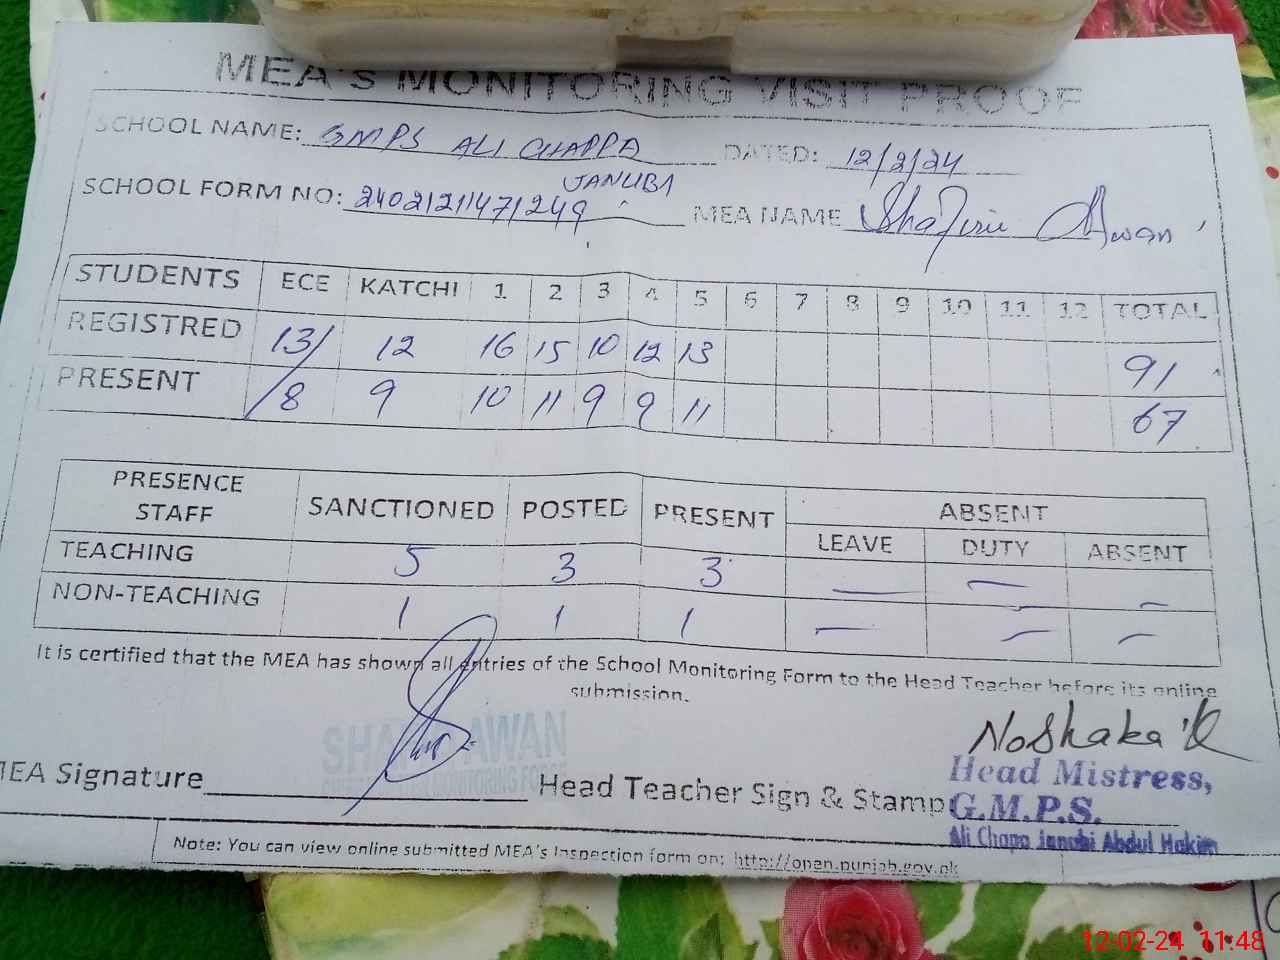 MEA's MONITORING VISIT PROOF
SCHOOL NAME: GMPS ALI CHAPPA DATED: 12/2/24
JANUBI
SCHOOL FORM NO: 2402121147 1249 MEA NAME Awan
STUDENTS ECE KATCHI 1 2 3 4 5 6 7 8 9 10 11 12 TOTAL
REGISTRED 13/ 12 16 15 10 12 13 91
PRESENT /8 9 10 11 9 9 11 67
PRESENCE STAFF SANCTIONED POSTED PRESENT ABSENT
LEAVE DUTY ABSENT
TEACHING 5 3 3 — — —
NON-TEACHING 1 1 1 — — —
It is certified that the MEA has shown all entries of the School Monitoring Form to the Head Teacher before its online
submission.
AWAN
MONITORING FORCE
NoShaba
MEA Signature Head Teacher Sign & Stamp
Head Mistress,
G.M.P.S.
Ali Chapa Janubi Abdul Hakim
Note: You can view online submitted MEA's Inspection form on: http://open.punjab.gov.pk
12-02-24 11:48